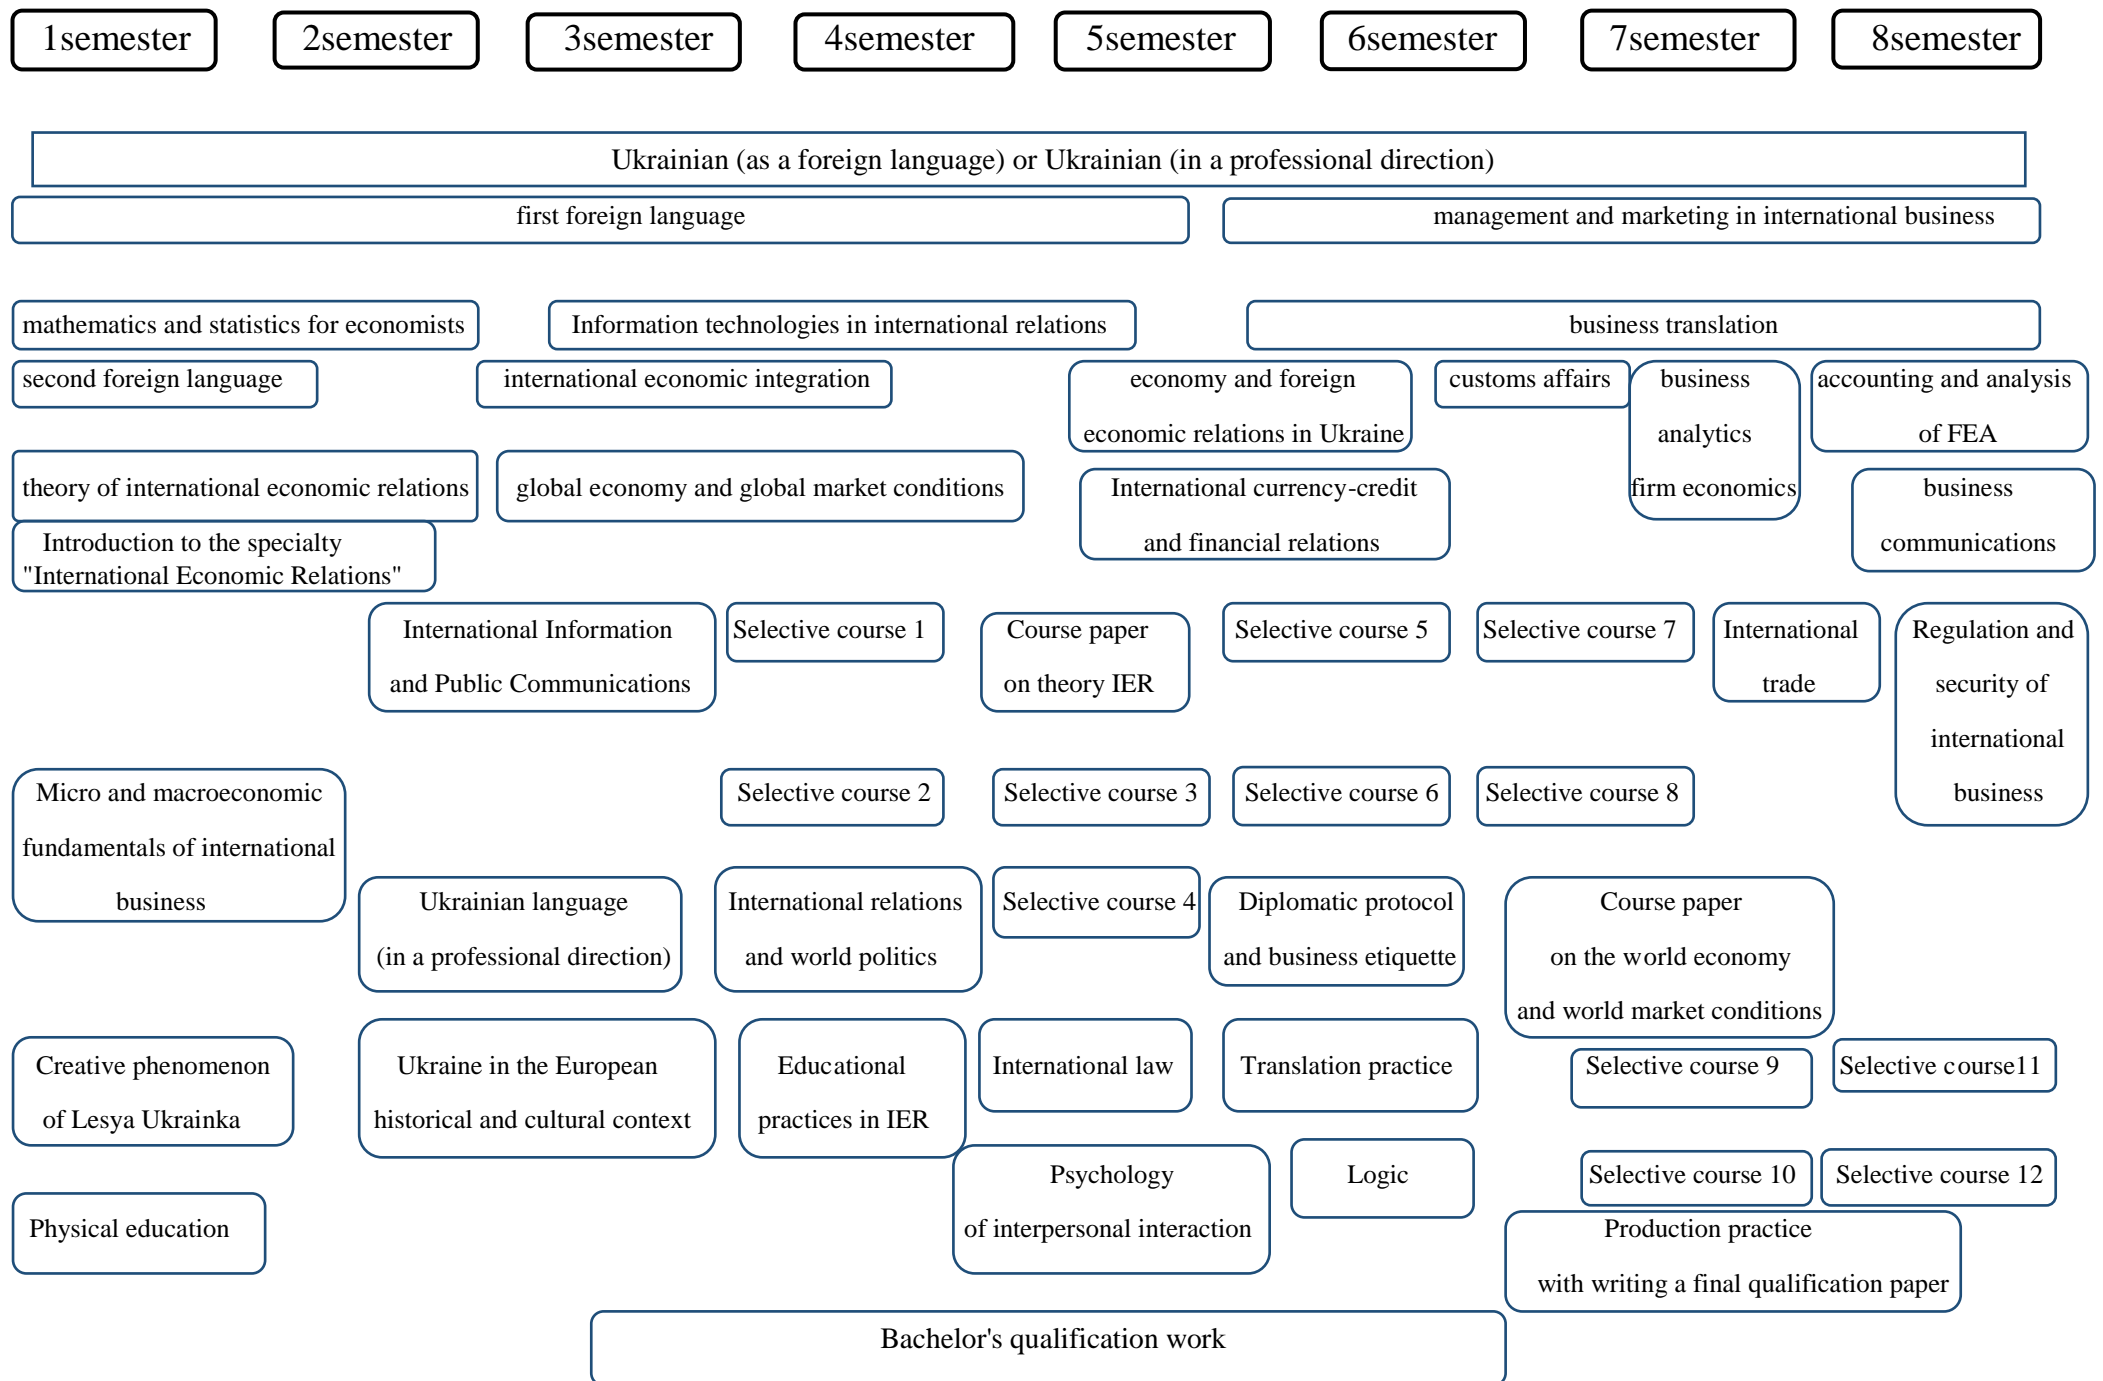 1semester
2semester
3semester
4semester
5semester
6semester
7semester
8semester
Ukrainian (as a foreign language) or Ukrainian (in a professional direction)
first foreign language
management and marketing in international business
mathematics and statistics for economists
Information technologies in international relations
business translation
second foreign language
international economic integration
economy and foreign
economic relations in Ukraine
customs affairs
business
analytics
firm economics
accounting and analysis
of FEA
theory of international economic relations
global economy and global market conditions
International currency-credit
and financial relations
business
communications
Introduction to the specialty
"International Economic Relations"
International Information
and Public Communications
Selective course 1
Course paper
on theory IER
Selective course 5
Selective course 7
International
trade
Regulation and
security of
international
business
Micro and macroeconomic
fundamentals of international
business
Selective course 2
Selective course 3
Selective course 6
Selective course 8
Ukrainian language
(in a professional direction)
International relations
and world politics
Selective course 4
Diplomatic protocol
and business etiquette
Course paper
on the world economy
and world market conditions
Creative phenomenon
of Lesya Ukrainka
Ukraine in the European
historical and cultural context
Educational
practices in IER
International law
Translation practice
Selective course 9
Selective course11
Psychology
of interpersonal interaction
Logic
Selective course 10
Selective course 12
Physical education
Production practice
with writing a final qualification paper
Bachelor's qualification work